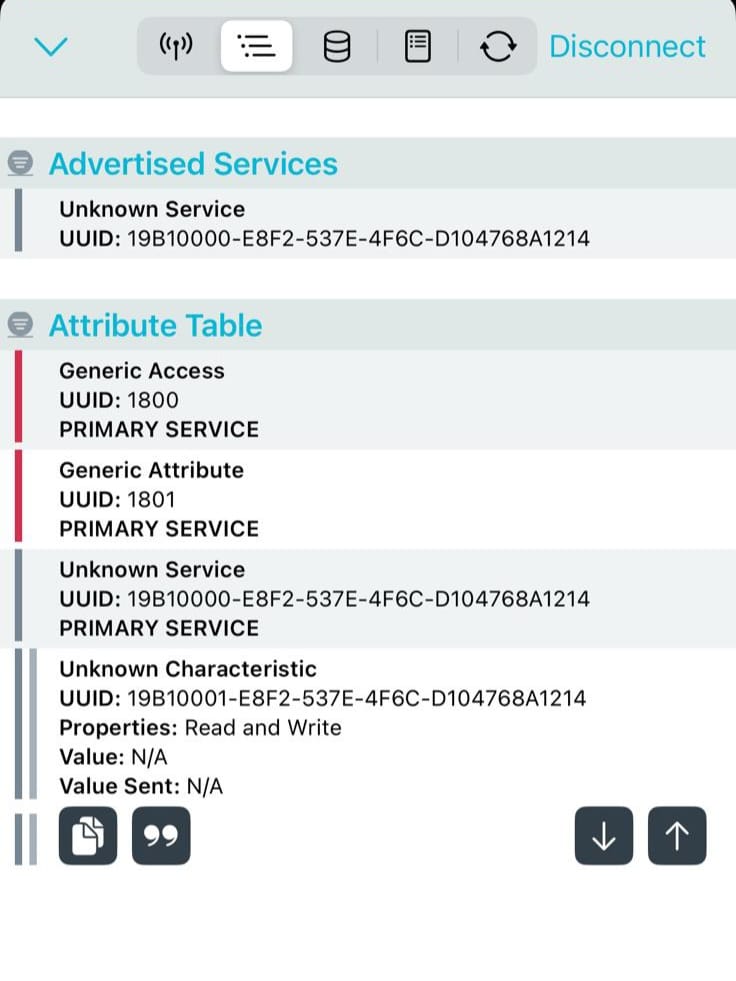 Disconnect
Advertised Services
Unknown Service
UUID: 19B10000-E8F2-537E-4F6C-D104768A1214
Attribute Table
Generic Access
UUID: 1800
PRIMARY SERVICE
Generic Attribute
UUID: 1801
PRIMARY SERVICE
Unknown Service
UUID: 19B10000-E8F2-537E-4F6C-D104768A1214
PRIMARY SERVICE
Unknown Characteristic
UUID: 19B10001-E8F2-537E-4F6C-D104768A1214
Properties: Read and Write
Value: N/A
Value Sent: N/A